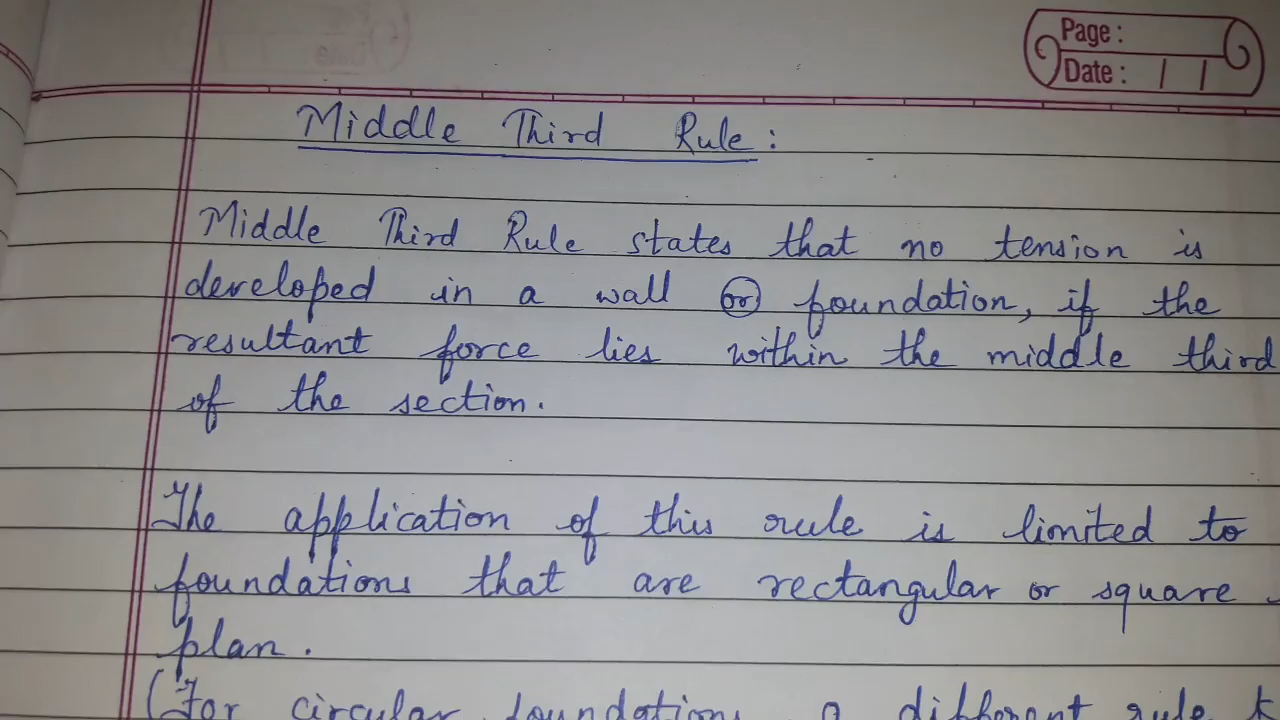 Page :
Date :
Middle Third Rule :
Middle Third Rule states that no tension is
developed in a wall or foundation, if the
resultant force lies within the middle third
of the section.
The application of this rule is limited to
foundations that are rectangular or square
plan.
(For circular foundations, a different rule